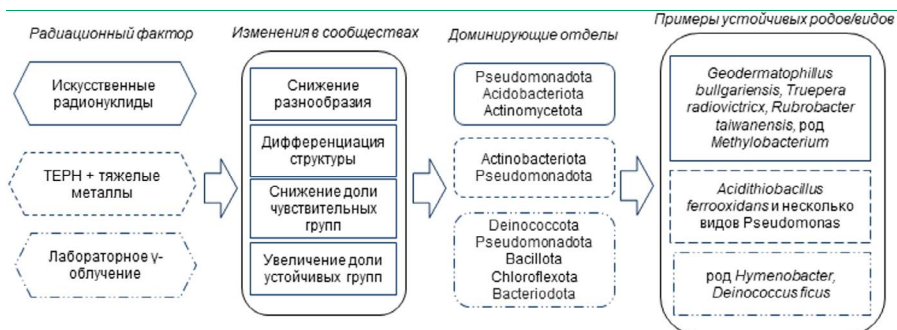 Радиационный фактор
Изменения в сообществах
Доминирующие отделы
Примеры устойчивых родов/видов
Искусственные
радионуклиды
ТЕРН + тяжелые
металлы
Лабораторное γ-
облучение
Снижение
разнообразия
Дифференциация
структуры
Снижение доли
чувствительных
групп
Увеличение доли
устойчивых групп
Pseudomonadota
Acidobacteriota
Actinomycetota
Actinobacteriota
Pseudomonadota
Deinococcota
Pseudomonadota
Bacillota
Chloroflexota
Bacteriodota
Geodermatophillus
bullgariensis, Truepera
radiovictricx, Rubrobacter
taiwanensis, род
Methylobacterium
Acidithiobacillus
ferrooxidans и несколько
видов Pseudomonas
род Hymenobacter,
Deinococcus ficus